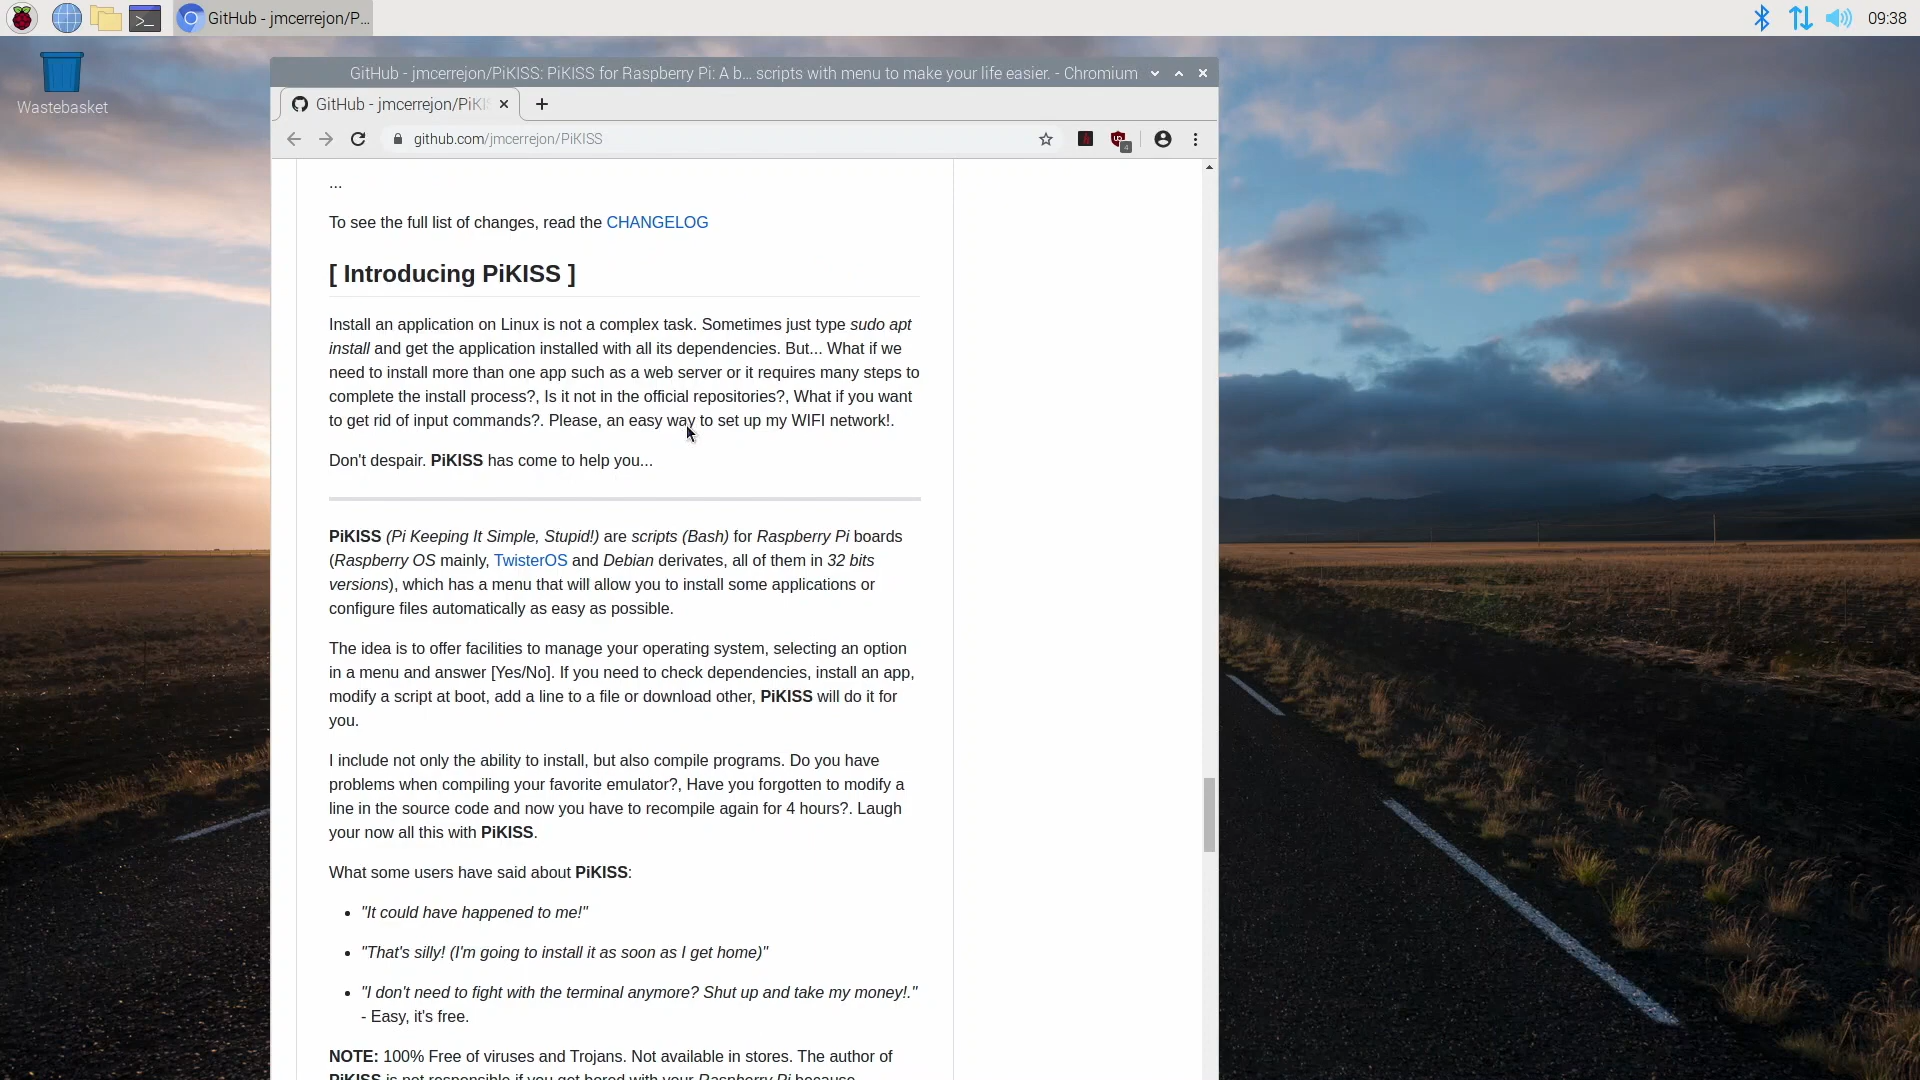 GitHub - jmcerrejon/P...
09:38
Wastebasket
GitHub - jmcerrejon/PiKISS: PiKISS for Raspberry Pi: A b... scripts with menu to make your life easier. - Chromium
GitHub - jmcerrejon/PiKIS
github.com/jmcerrejon/PiKISS
4
...
To see the full list of changes, read the CHANGELOG
[ Introducing PiKISS ]
Install an application on Linux is not a complex task. Sometimes just type sudo apt
install and get the application installed with all its dependencies. But... What if we
need to install more than one app such as a web server or it requires many steps to
complete the install process?, Is it not in the official repositories?, What if you want
to get rid of input commands?. Please, an easy way to set up my WIFI network!.
Don't despair. PiKISS has come to help you...
PiKISS (Pi Keeping It Simple, Stupid!) are scripts (Bash) for Raspberry Pi boards
(Raspberry OS mainly, TwisterOS and Debian derivates, all of them in 32 bits
versions), which has a menu that will allow you to install some applications or
configure files automatically as easy as possible.
The idea is to offer facilities to manage your operating system, selecting an option
in a menu and answer [Yes/No]. If you need to check dependencies, install an app,
modify a script at boot, add a line to a file or download other, PiKISS will do it for
you.
I include not only the ability to install, but also compile programs. Do you have
problems when compiling your favorite emulator?, Have you forgotten to modify a
line in the source code and now you have to recompile again for 4 hours?. Laugh
your now all this with PiKISS.
What some users have said about PiKISS:
• "It could have happened to me!"
• "That's silly! (I'm going to install it as soon as I get home)"
• "I don't need to fight with the terminal anymore? Shut up and take my money!."
- Easy, it's free.
NOTE: 100% Free of viruses and Trojans. Not available in stores. The author of
PiKISS is not responsible if you get bored with your Raspberry Pi because